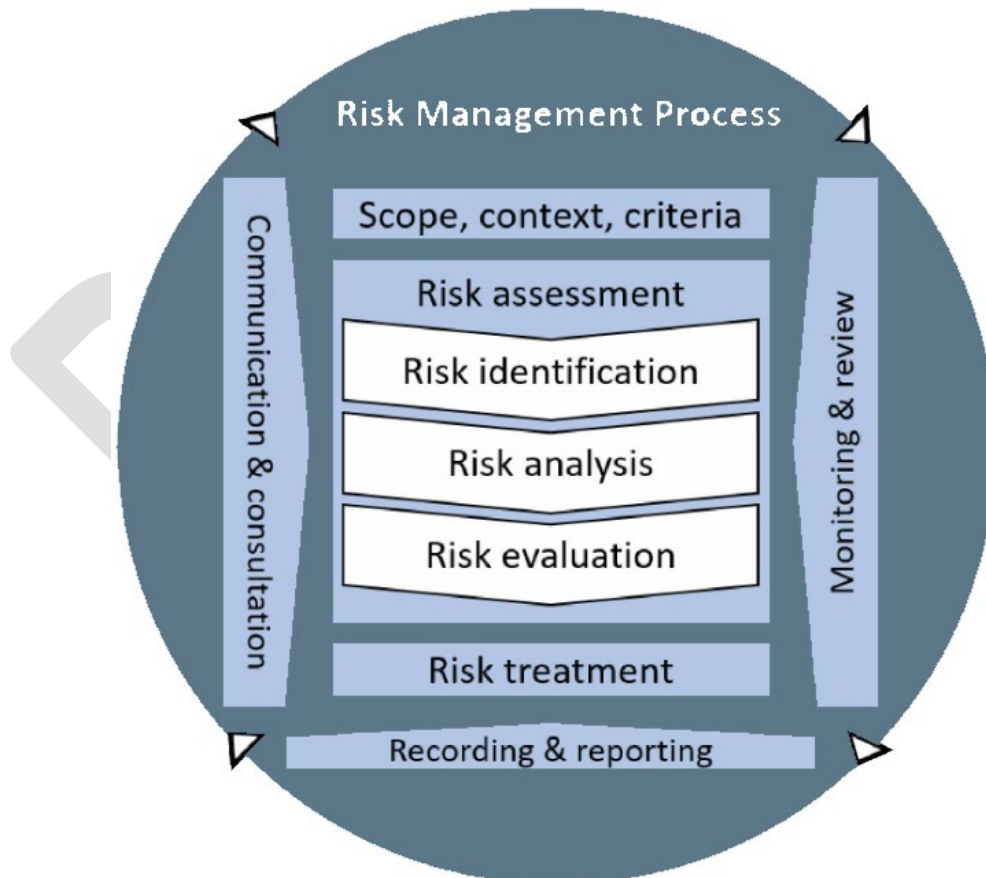 Risk Management Process
Scope, context, criteria
Risk assessment
Risk identification
Risk analysis
Risk evaluation
Risk treatment
Recording & reporting
Communication & consultation
Monitoring & review